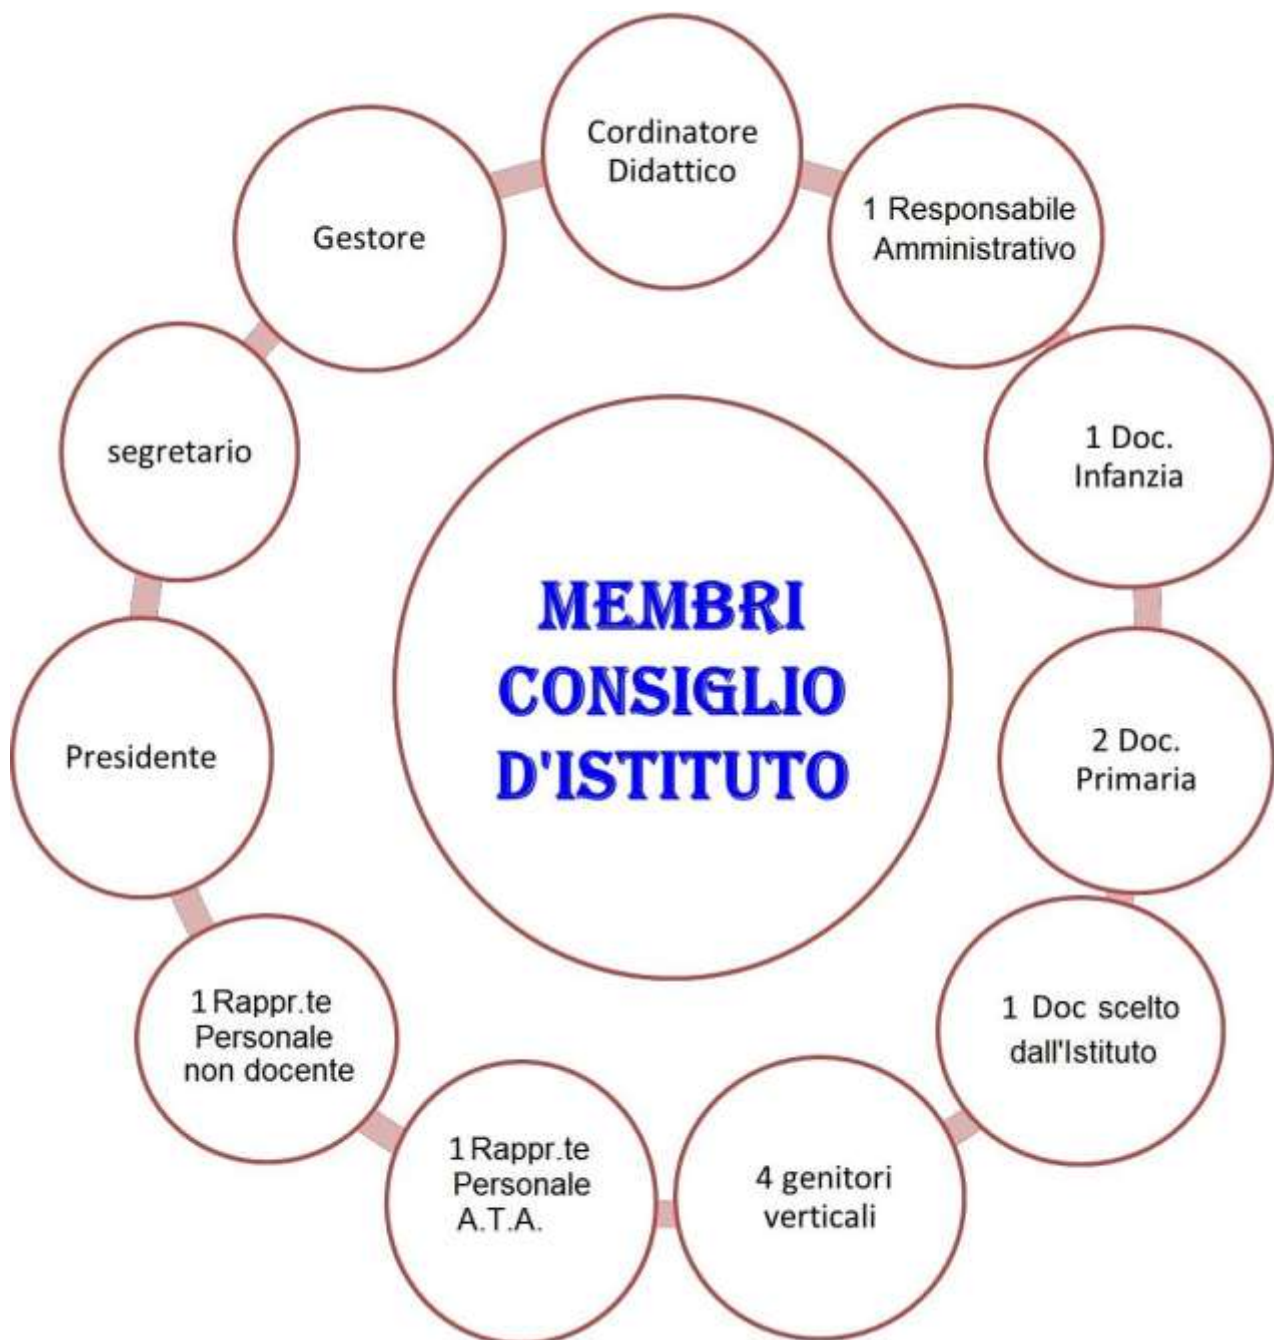 Cordinatore
Didattico
1 Responsabile
Amministrativo
1 Doc.
Infanzia
2 Doc.
Primaria
1 Doc scelto
dall'Istituto
4 genitori
verticali
1 Rappr.te
Personale
A.T.A.
1 Rappr.te
Personale
non docente
Presidente
segretario
Gestore
MEMBRI
CONSIGLIO
D'ISTITUTO